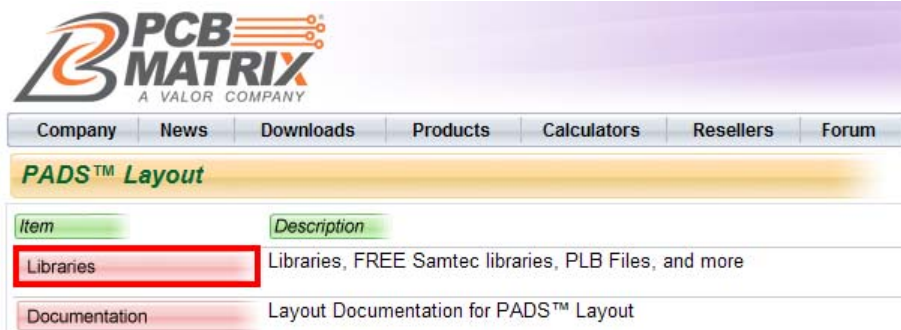 PCB
MATRIX
A VALOR COMPANY
Company News Downloads Products Calculators Resellers Forum
PADS™ Layout
Item Description
Libraries Libraries, FREE Samtec libraries, PLB Files, and more
Documentation Layout Documentation for PADS™ Layout